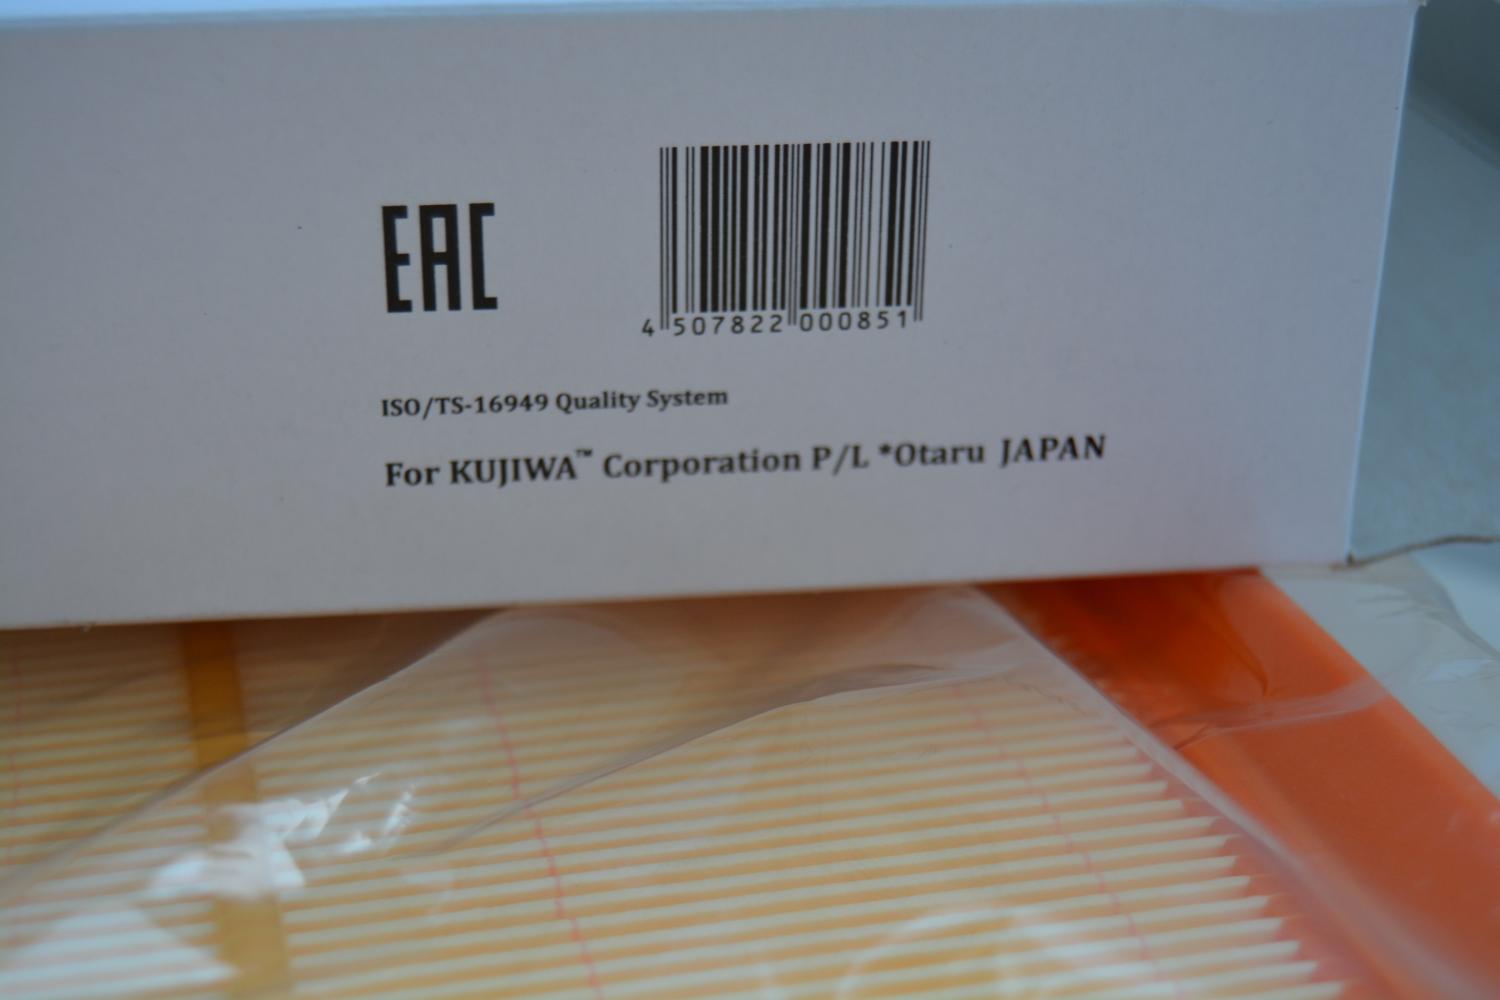 EAC
4 507822 000851
ISO/TS-16949 Quality System
For KUJIWA™ Corporation P/L *Otaru JAPAN